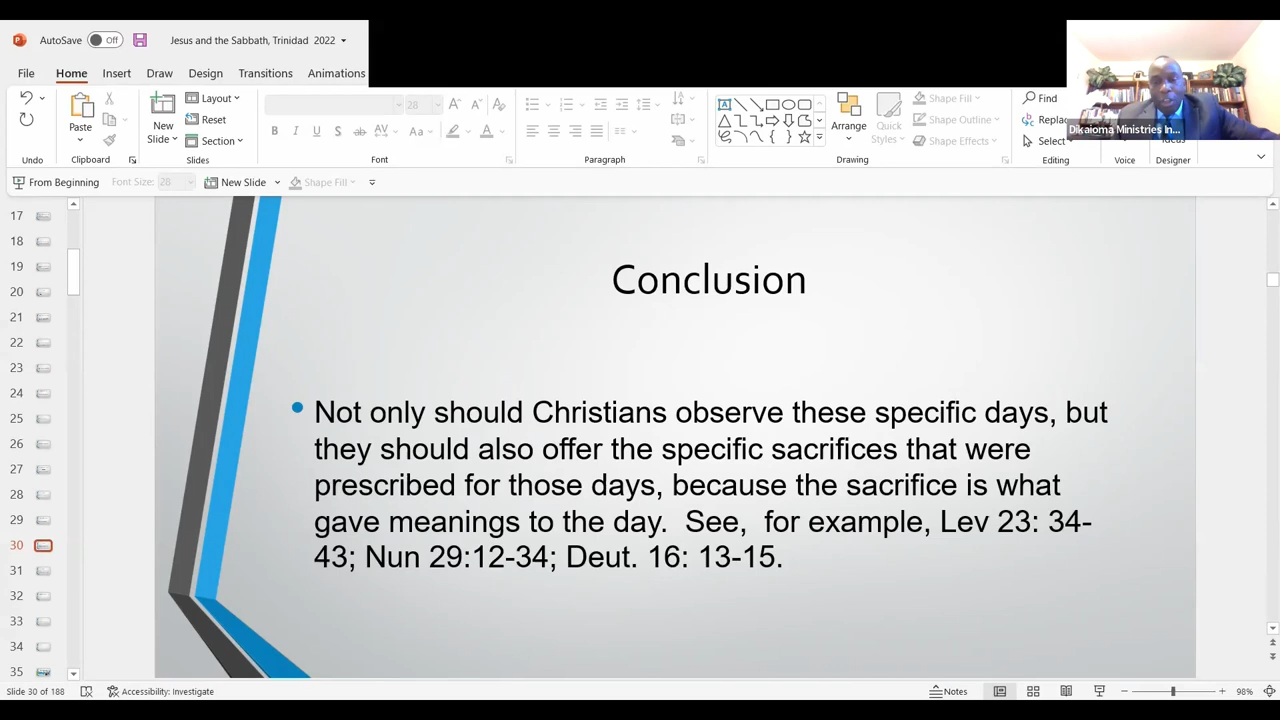 AutoSave Off Jesus and the Sabbath, Trinidad 2022
File Home Insert Draw Design Transitions Animations
Paste
New Slide
Layout
Reset
Section
28
B I U S ab AV Aa A
Arrange
Quick Styles
Shape Fill
Shape Outline
Shape Effects
Find
Select
Dikaioma Ministries In...
Undo Clipboard Slides Font Paragraph Drawing Editing Voice Designer
From Beginning Font Size: 28 New Slide Shape Fill
17
18
19
20
21
22
23
24
25
26
27
28
29
30
31
32
33
34
35
Conclusion
Not only should Christians observe these specific days, but
they should also offer the specific sacrifices that were
prescribed for those days, because the sacrifice is what
gave meanings to the day. See, for example, Lev 23: 34-
43; Nun 29:12-34; Deut. 16: 13-15.
Slide 30 of 188 Accessibility: Investigate Notes 98%